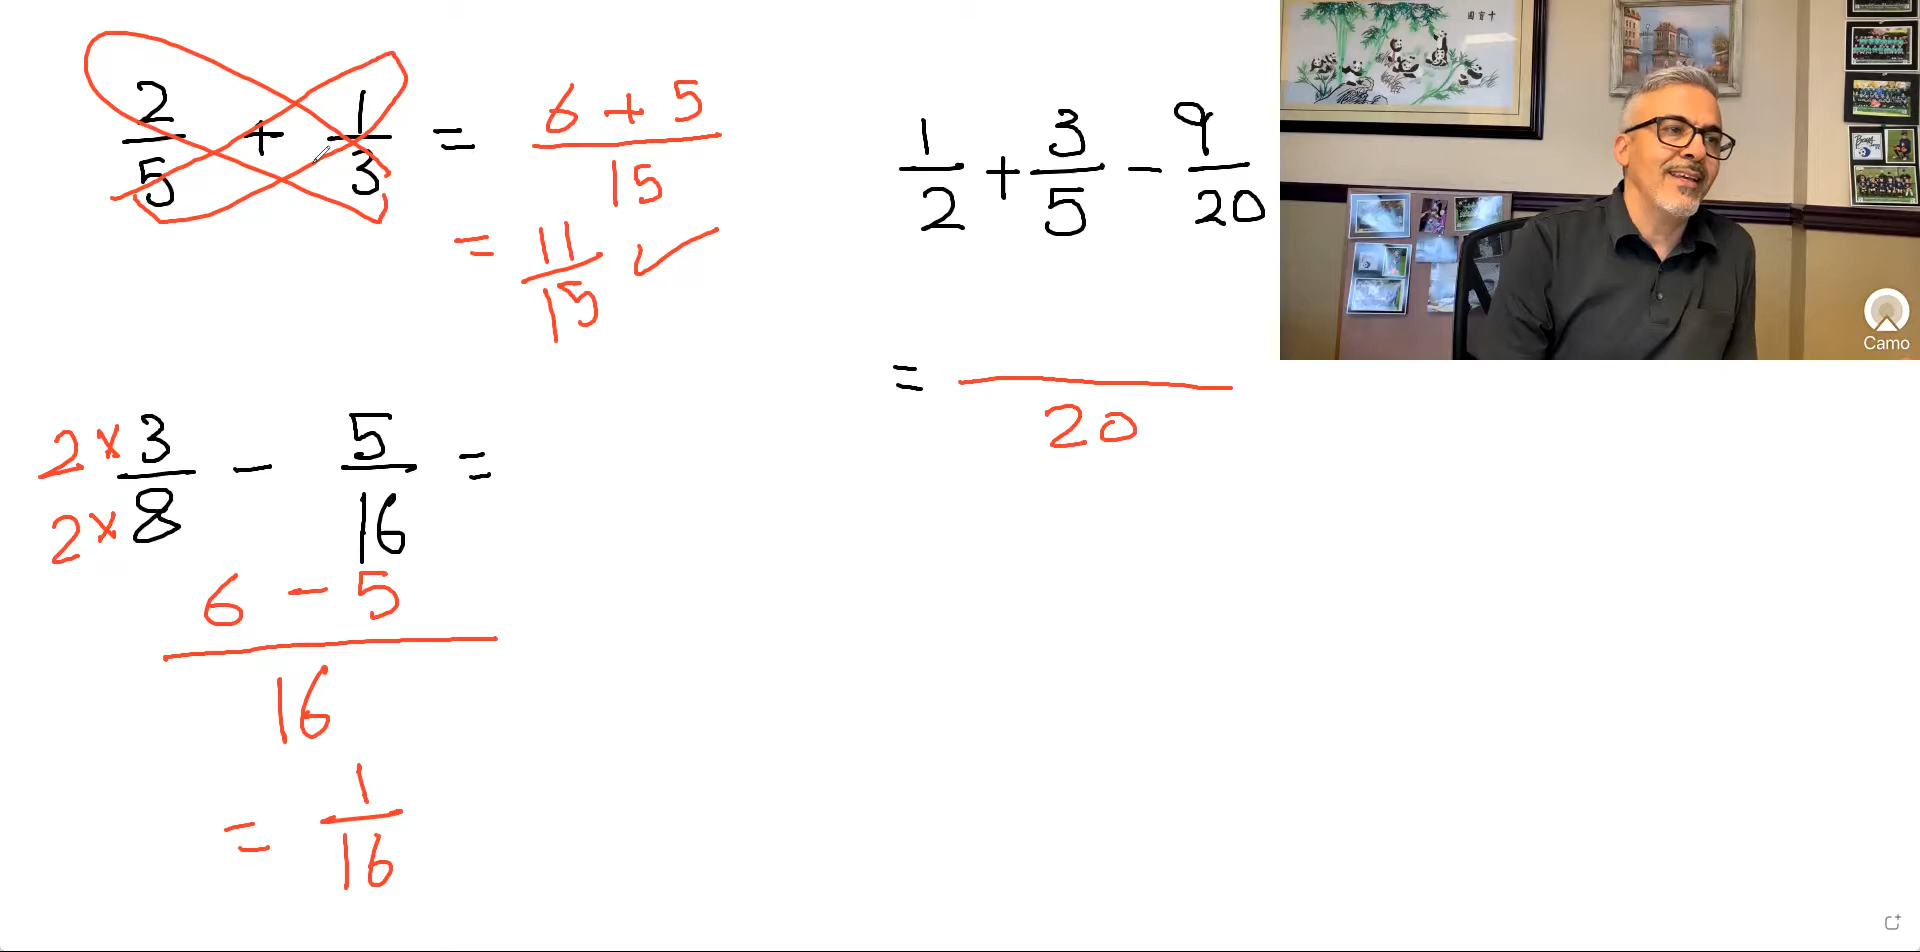 2/5 + 1/3 = (6 + 5)/15
= 11/15 ✓
2 × 3 / 2 × 8 − 5/16 =
(6 − 5)/16
= 1/16
1/2 + 3/5 − 9/20
= /20
Camo